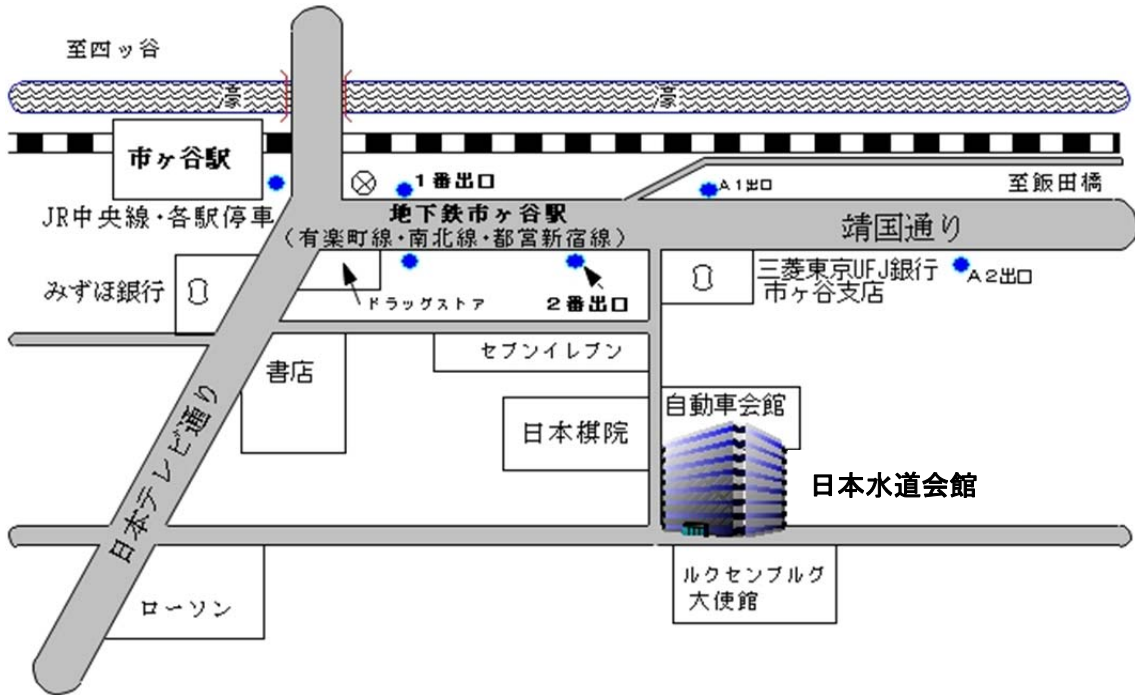 至四ッ谷
濠
濠
市ヶ谷駅
1番出口
A1出口
至飯田橋
JR中央線・各駅停車
地下鉄市ヶ谷駅
(有楽町線・南北線・都営新宿線)
靖国通り
みずほ銀行
ドラッグストア
2番出口
三菱東京UFJ銀行
市ヶ谷支店
A2出口
書店
セブンイレブン
自動車会館
日本テレビ通り
日本棋院
日本水道会館
ローソン
ルクセンブルグ
大使館